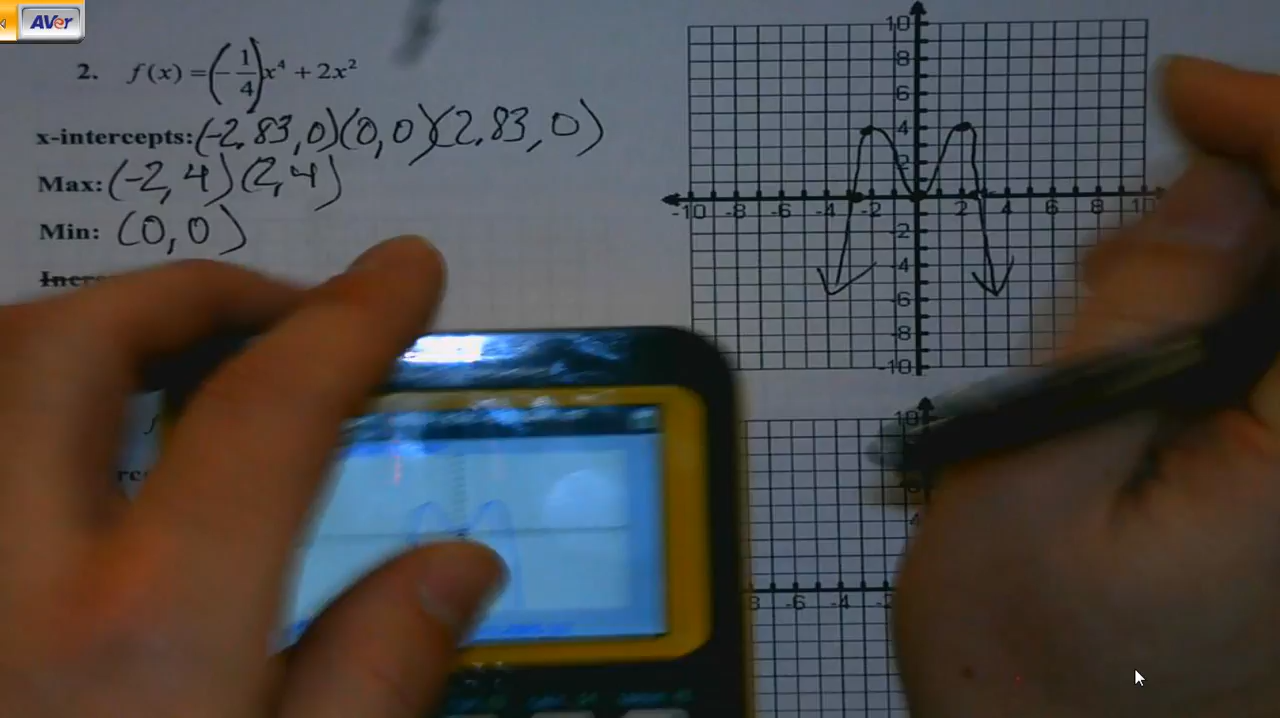 AVer
2. f(x) = (-1/4)x⁴ + 2x²
x-intercepts: (-2.83, 0)(0, 0)(2.83, 0)
Max: (-2, 4)(2, 4)
Min: (0, 0)
Incre
10
8
6
4
2
-10 -8 -6 -4 -2 2 4 6 8 10
-2
-4
-6
-8
-10
10
-6 -4